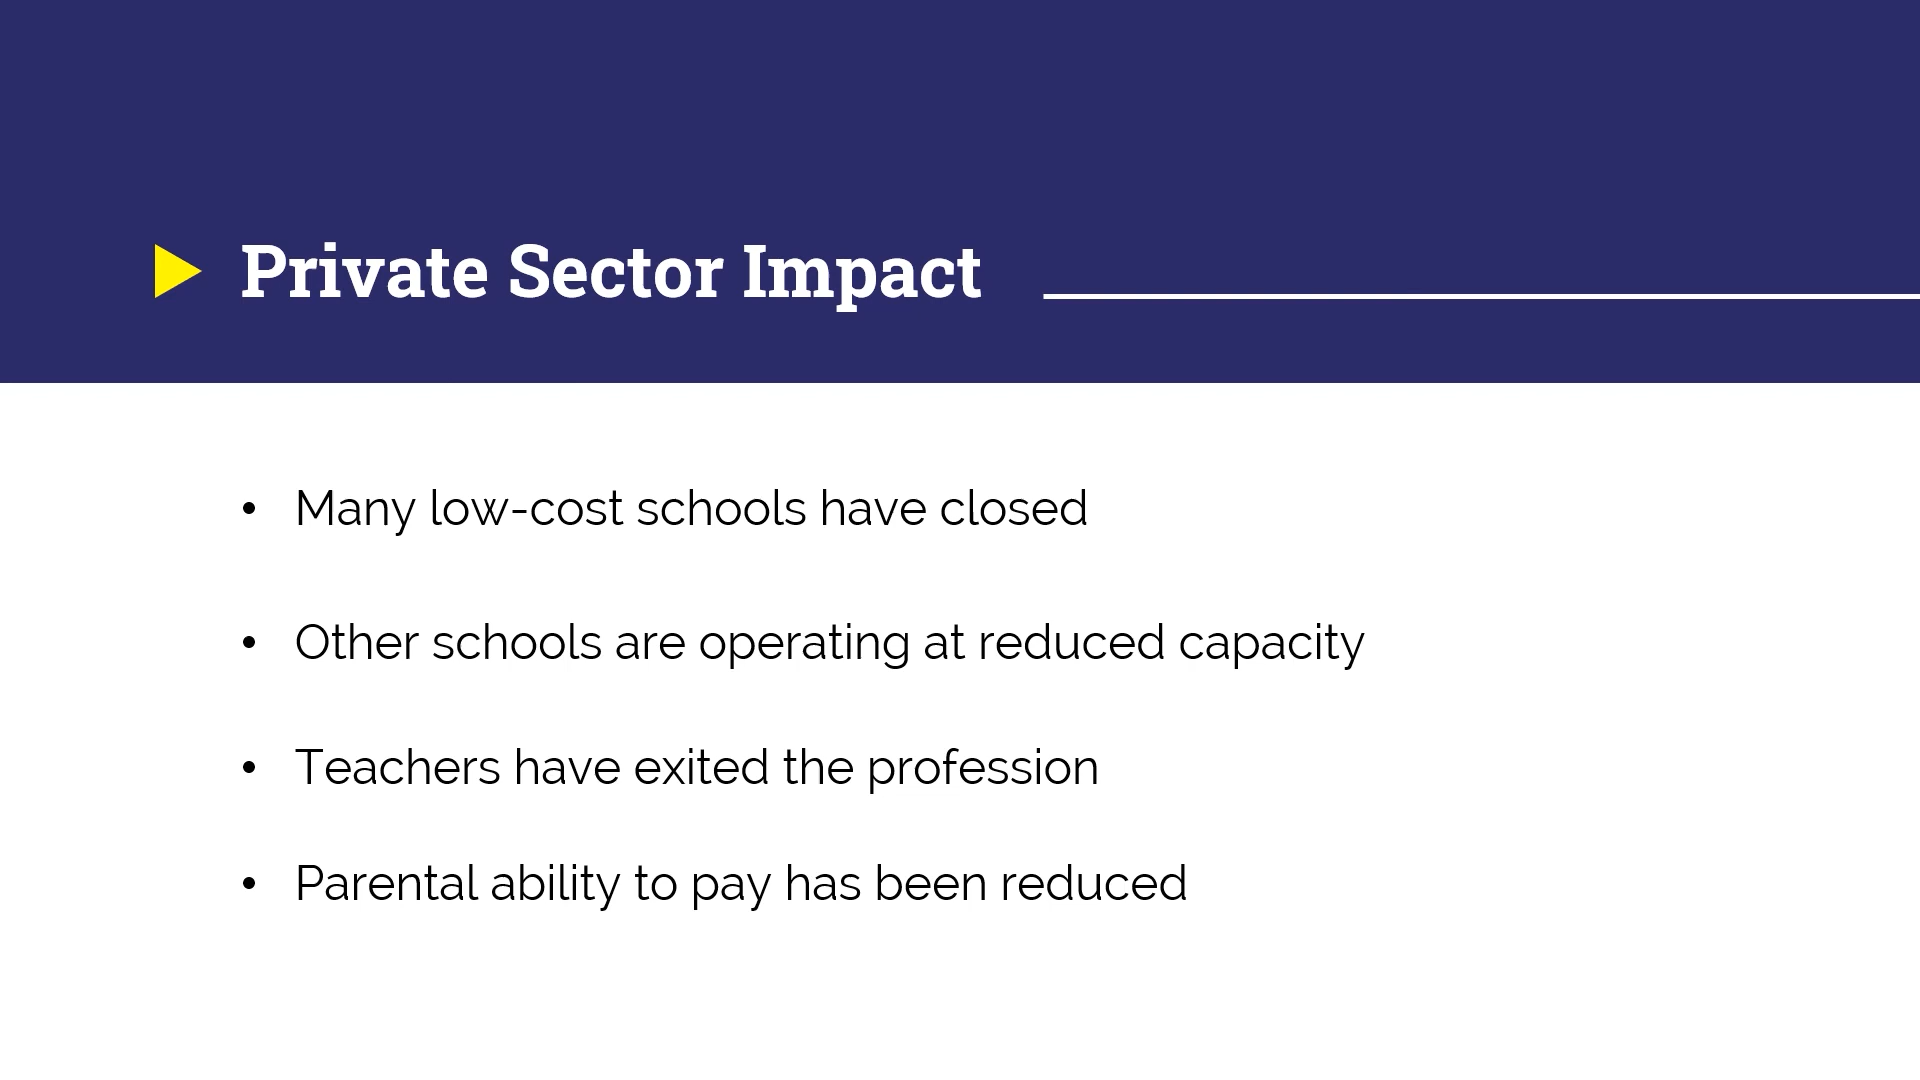 Private Sector Impact
• Many low-cost schools have closed
• Other schools are operating at reduced capacity
• Teachers have exited the profession
• Parental ability to pay has been reduced